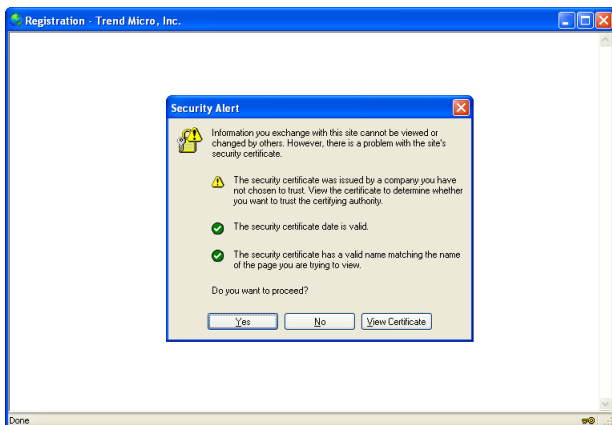 Registration - Trend Micro, Inc.
Security Alert
Information you exchange with this site cannot be viewed or
changed by others. However, there is a problem with the site's
security certificate.
The security certificate was issued by a company you have
not chosen to trust. View the certificate to determine whether
you want to trust the certifying authority.
The security certificate date is valid.
The security certificate has a valid name matching the name
of the page you are trying to view.
Do you want to proceed?
Yes No View Certificate
Done